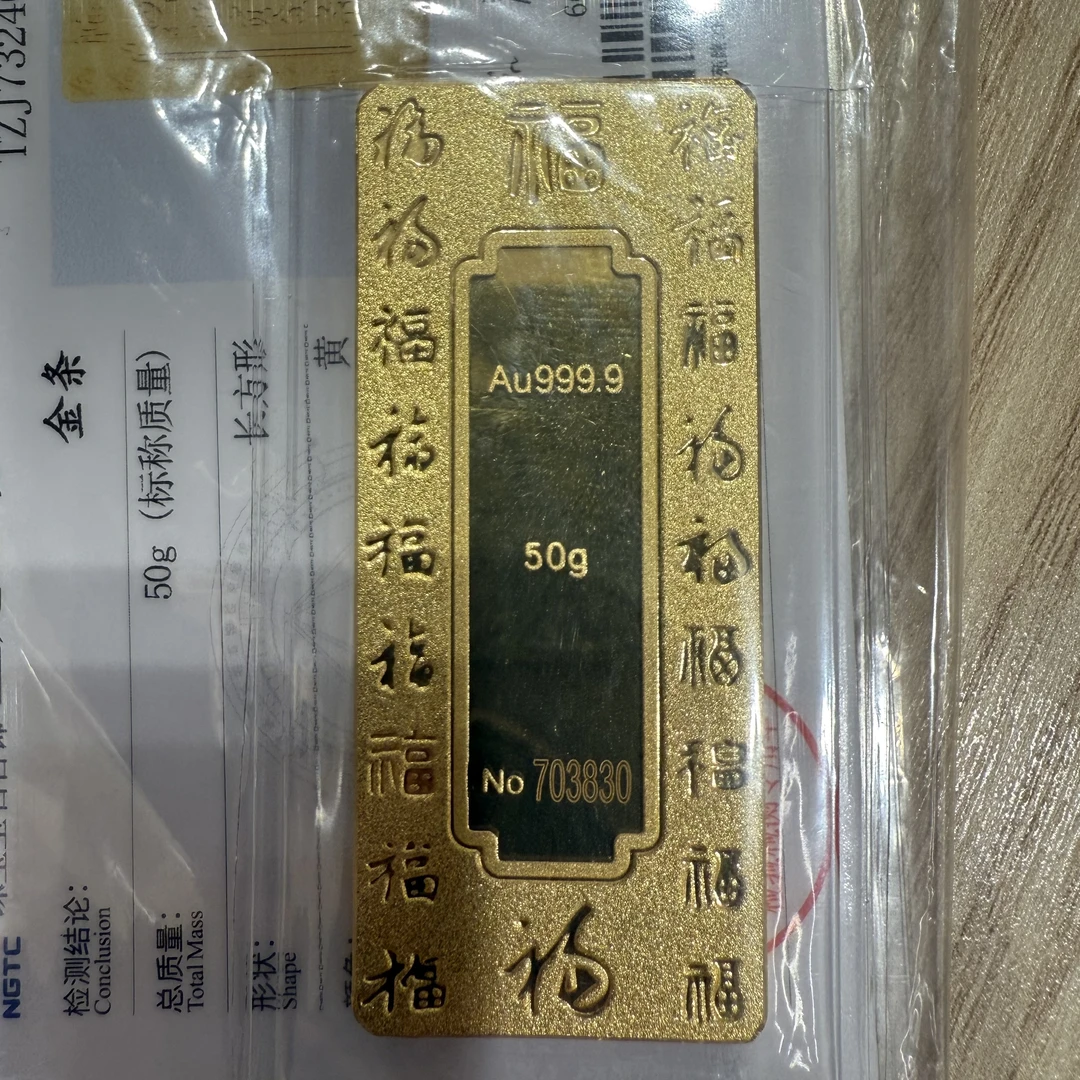 福 福 福
福 福
福 福
Au999.9
福 福
福 福
50g
福 福
福 福
No 703830
福 福
福 福 福
TZJ7324
NGTC
检测结论： 金条
Conclusion
总质量： 50g（标称质量）
Total Mass
形状： 长方形
Shape
黄